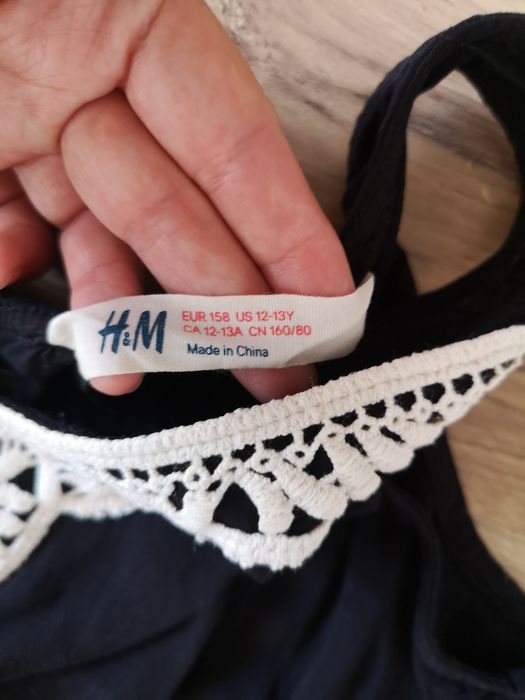 H&M
EUR 158 US 12-13Y
CA 12-13A CN 160/80
Made in China